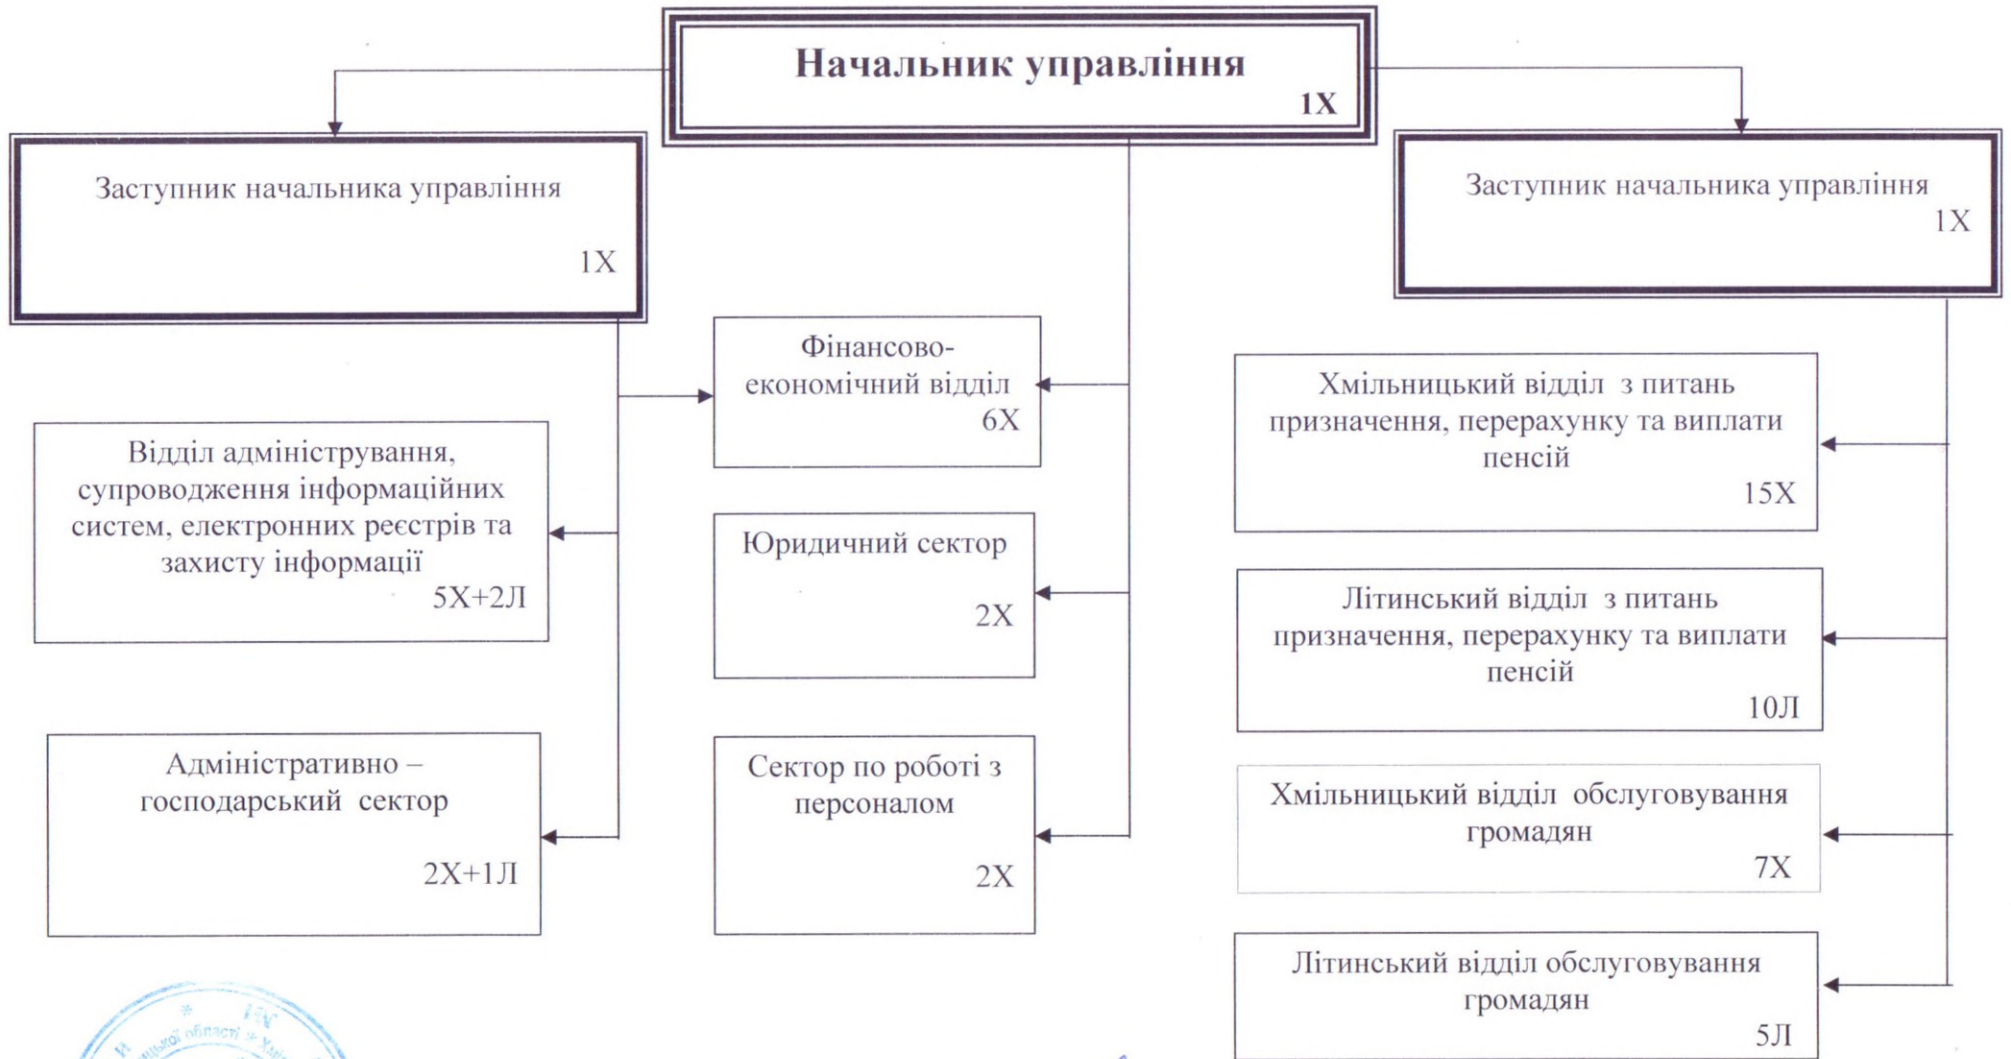 Начальник управління
1Х
Заступник начальника управління
1Х
Заступник начальника управління
1Х
Фінансово-
економічний відділ
6Х
Відділ адміністрування,
супроводження інформаційних
систем, електронних реєстрів та
захисту інформації
5Х+2Л
Юридичний сектор
2Х
Адміністративно –
господарський сектор
2Х+1Л
Сектор по роботі з
персоналом
2Х
Хмільницький відділ з питань
призначення, перерахунку та виплати
пенсій
15Х
Літинський відділ з питань
призначення, перерахунку та виплати
пенсій
10Л
Хмільницький відділ обслуговування
громадян
7Х
Літинський відділ обслуговування
громадян
5Л
області